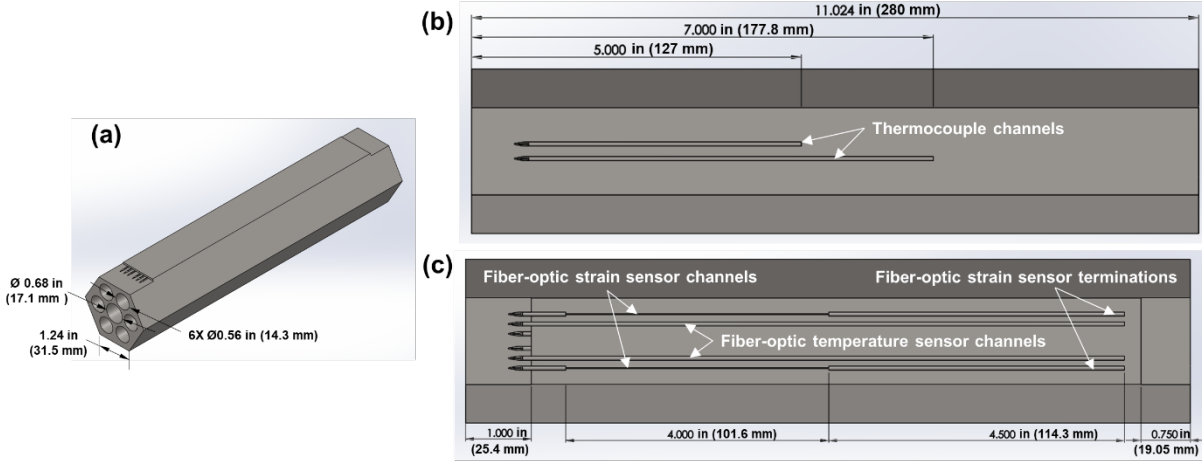 (a)
Ø 0.68 in
(17.1 mm )
1.24 in
(31.5 mm)
6X Ø0.56 in (14.3 mm)
(b)
11.024 in (280 mm)
7.000 in (177.8 mm)
5.000 in (127 mm)
Thermocouple channels
(c)
Fiber-optic strain sensor channels
Fiber-optic strain sensor terminations
Fiber-optic temperature sensor channels
1.000 in
(25.4 mm)
4.000 in (101.6 mm)
4.500 in (114.3 mm)
0.750 in
(19.05 mm)